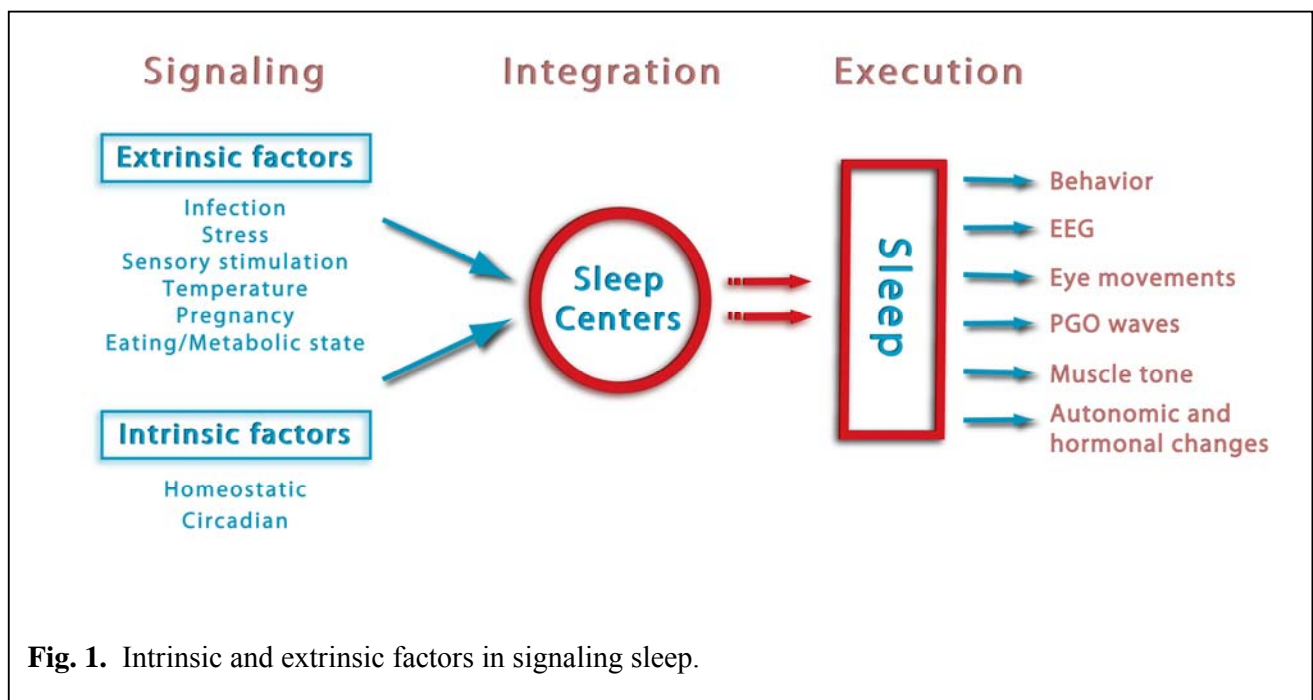 Signaling
Integration
Execution
Extrinsic factors
Infection
Stress
Sensory stimulation
Temperature
Pregnancy
Eating/Metabolic state
Intrinsic factors
Homeostatic
Circadian
Sleep
Centers
Sleep
Behavior
EEG
Eye movements
PGO waves
Muscle tone
Autonomic and
hormonal changes
Fig. 1. Intrinsic and extrinsic factors in signaling sleep.